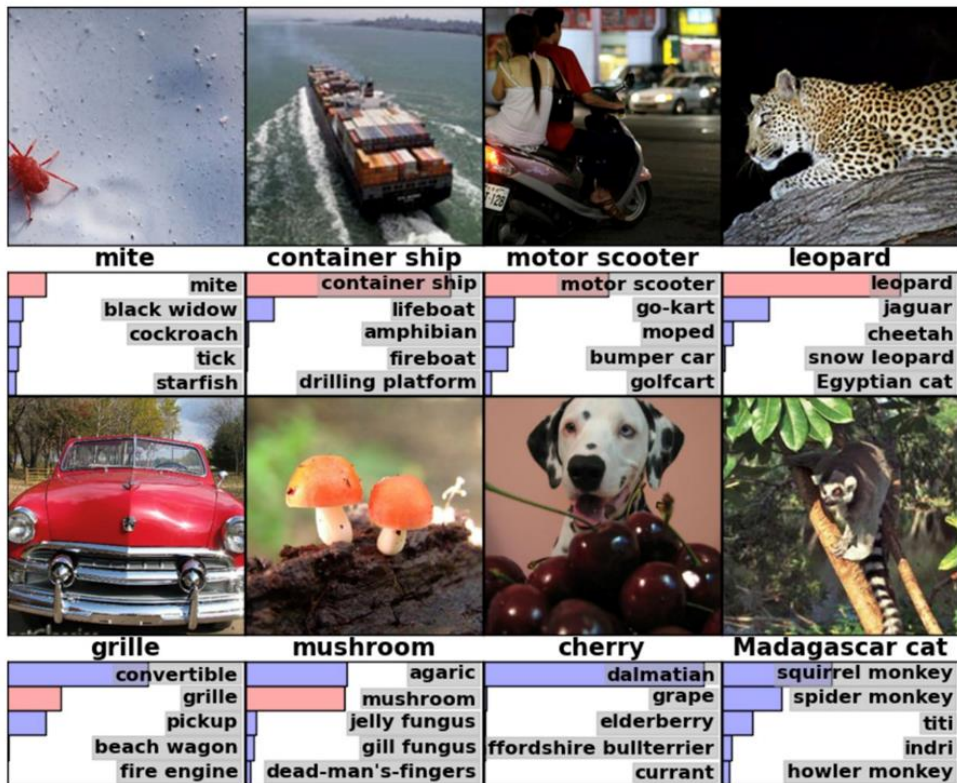 mite
container ship
motor scooter
leopard
mite
black widow
cockroach
tick
starfish
container ship
lifeboat
amphibian
fireboat
drilling platform
motor scooter
go-kart
moped
bumper car
golfcart
leopard
jaguar
cheetah
snow leopard
Egyptian cat
grille
mushroom
cherry
Madagascar cat
convertible
grille
pickup
beach wagon
fire engine
agaric
mushroom
jelly fungus
gill fungus
dead-man's-fingers
dalmatian
grape
elderberry
ffordshire bullterrier
currant
squirrel monkey
spider monkey
titi
indri
howler monkey